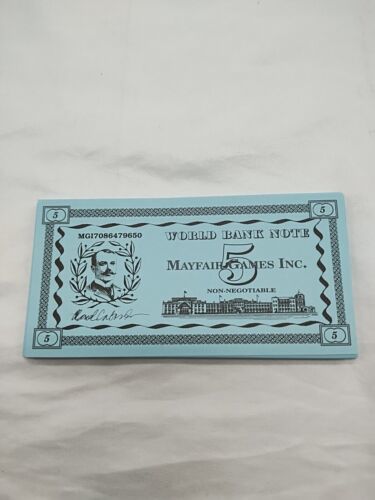 5 5
MGI7086479650 WORLD BANK NOTE
5
MAYFAIR GAMES INC.
NON-NEGOTIABLE
5 5